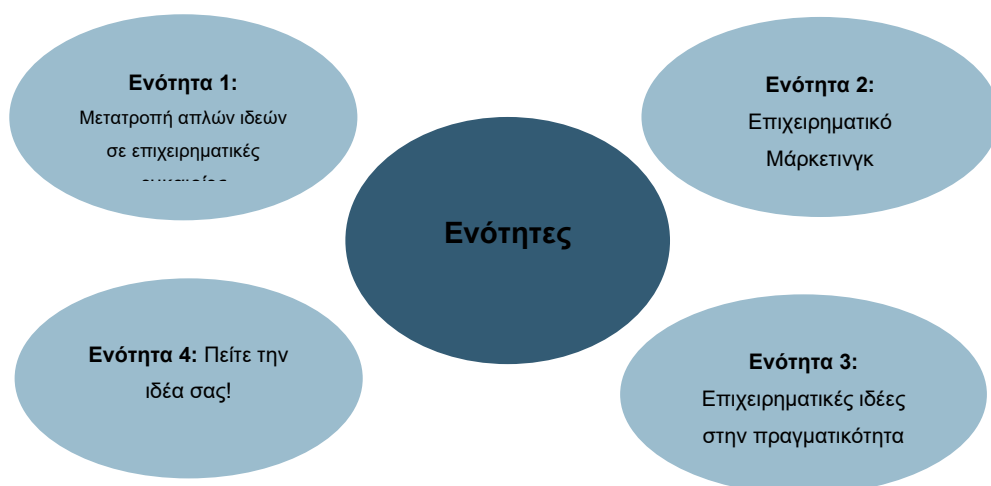 Ενότητα 1:
Μετατροπή απλών ιδεών
σε επιχειρηματικές
Ενότητα 2:
Επιχειρηματικό
Μάρκετινγκ
Ενότητες
Ενότητα 4: Πείτε την
ιδέα σας!
Ενότητα 3:
Επιχειρηματικές ιδέες
στην πραγματικότητα